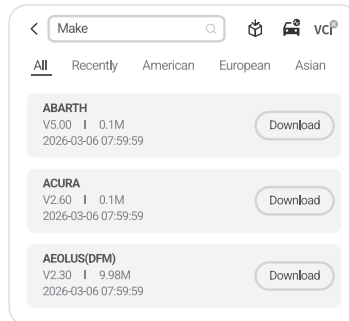 Make
VCI
All Recently American European Asian
ABARTH
V5.00 I 0.1M
2026-03-06 07:59:59
Download
ACURA
V2.60 I 0.1M
2026-03-06 07:59:59
Download
AEOLUS(DFM)
V2.30 I 9.98M
2026-03-06 07:59:59
Download